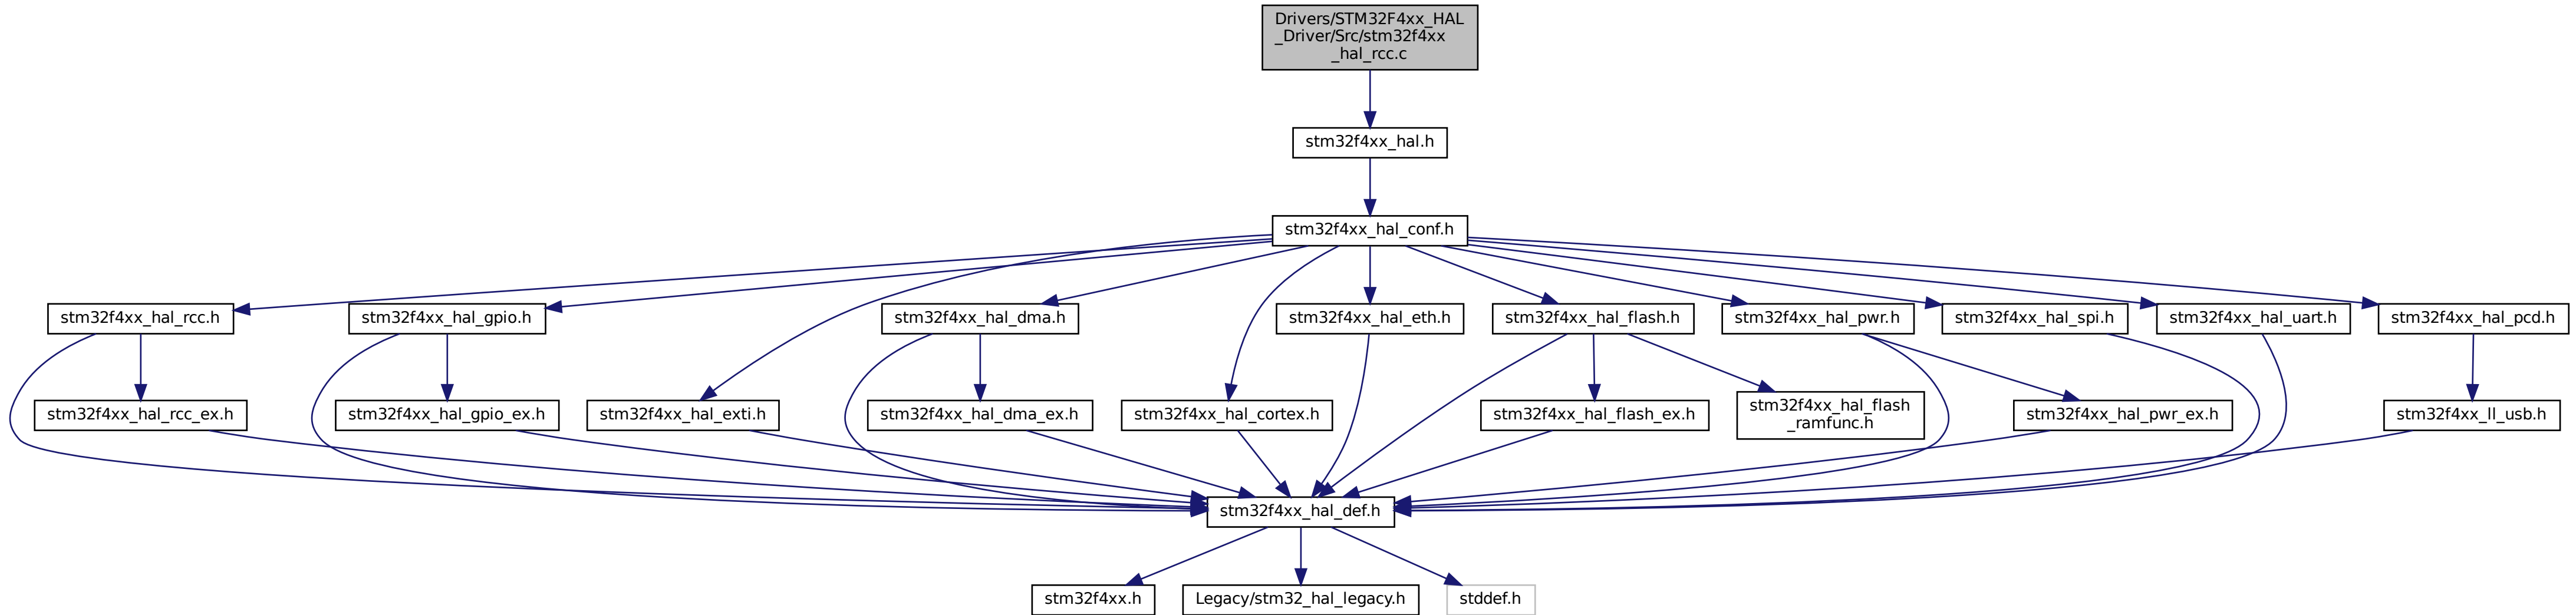 Drivers/STM32F4xx_HAL
_Driver/Src/stm32f4xx
_hal_rcc.c
stm32f4xx_hal.h
stm32f4xx_hal_conf.h
stm32f4xx_hal_rcc.h
stm32f4xx_hal_gpio.h
stm32f4xx_hal_dma.h
stm32f4xx_hal_eth.h
stm32f4xx_hal_flash.h
stm32f4xx_hal_pwr.h
stm32f4xx_hal_spi.h
stm32f4xx_hal_uart.h
stm32f4xx_hal_pcd.h
stm32f4xx_hal_rcc_ex.h
stm32f4xx_hal_gpio_ex.h
stm32f4xx_hal_exti.h
stm32f4xx_hal_dma_ex.h
stm32f4xx_hal_cortex.h
stm32f4xx_hal_flash_ex.h
stm32f4xx_hal_flash
_ramfunc.h
stm32f4xx_hal_pwr_ex.h
stm32f4xx_ll_usb.h
stm32f4xx_hal_def.h
stm32f4xx.h
Legacy/stm32_hal_legacy.h
stddef.h